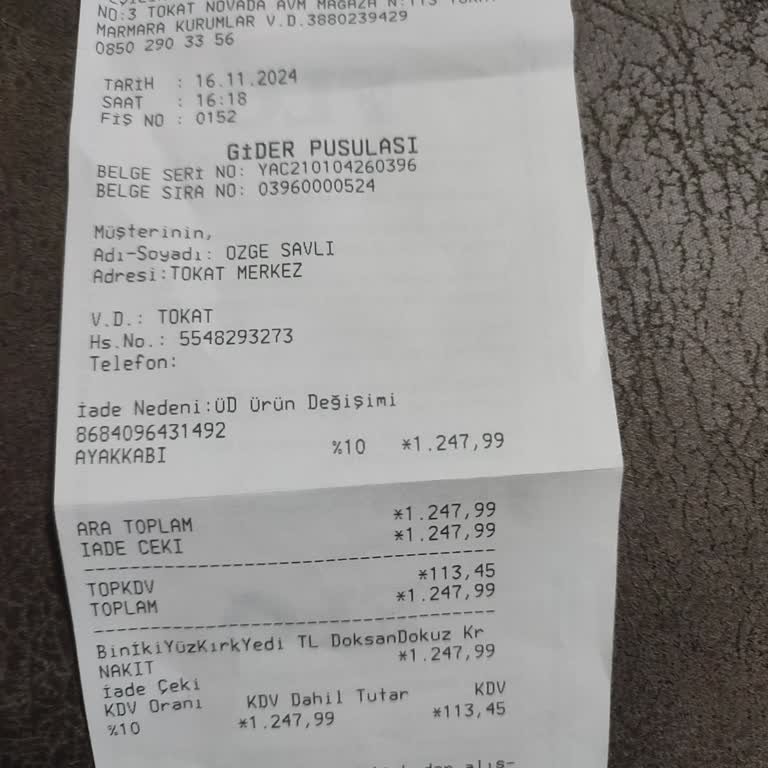 NO:3 TOKAT NOVADA AVM MAĞAZA N:113
MARMARA KURUMLAR V.D.3880239429
0850 290 33 56
TARİH : 16.11.2024
SAAT : 16:18
FİŞ NO : 0152
GİDER PUSULASI
BELGE SERİ NO: YAC210104260396
BELGE SIRA NO: 03960000524
Müşterinin,
Adı-Soyadı: OZGE SAVLI
Adresi:TOKAT MERKEZ
V.D.: TOKAT
Hs.No.: 5548293273
Telefon:
İade Nedeni:ÜD Ürün Değişimi
8684096431492
AYAKKABI %10 *1.247,99
ARA TOPLAM *1.247,99
IADE CEKI *1.247,99
TOPKDV *113,45
TOPLAM *1.247,99
BinİkiYüzKırkYedi TL DoksanDokuz Kr
NAKIT *1.247,99
İade Çeki
KDV Oranı KDV Dahil Tutar KDV
%10 *1.247,99 *113,45